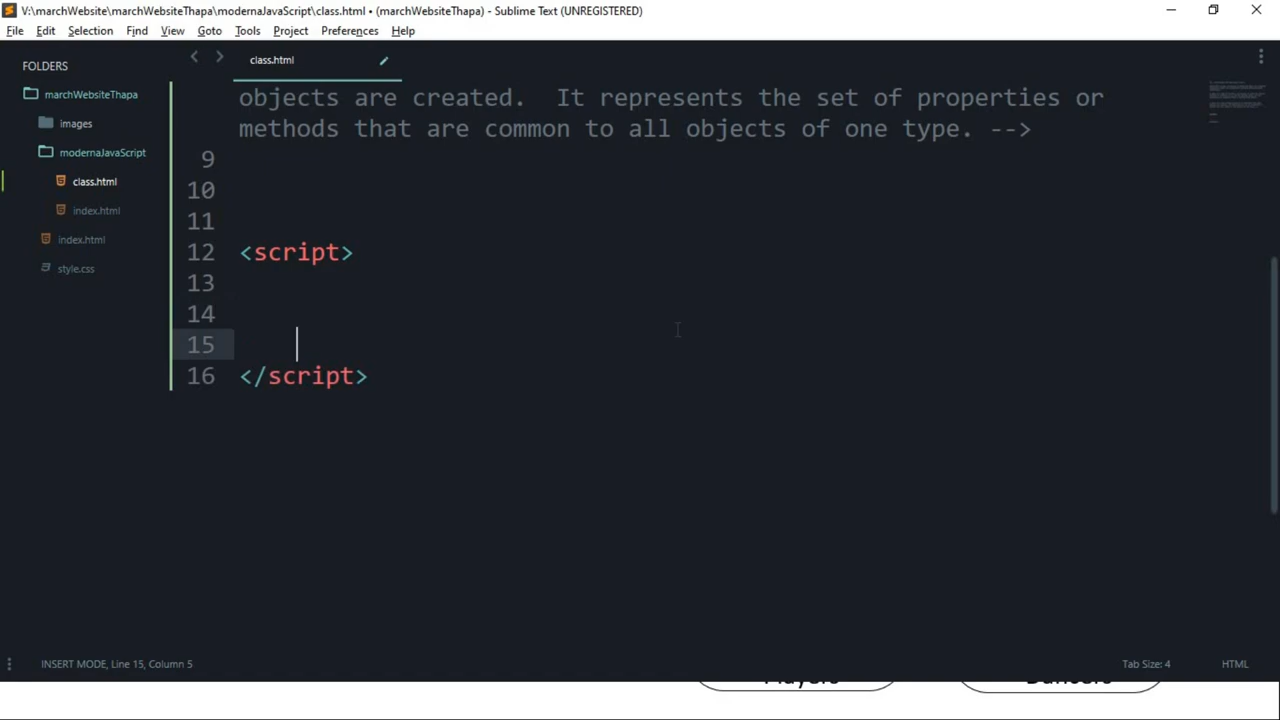 V:\marchWebsite\marchWebsiteThapa\modernaJavaScript\class.html • (marchWebsiteThapa) - Sublime Text (UNREGISTERED)
File Edit Selection Find View Goto Tools Project Preferences Help
FOLDERS
marchWebsiteThapa
images
modernaJavaScript
class.html
index.html
index.html
style.css
class.html
objects are created.  It represents the set of properties or
methods that are common to all objects of one type. -->
9
10
11
12 <script>
13
14
15
16 </script>
INSERT MODE, Line 15, Column 5
Tab Size: 4
HTML
Players
Dancers